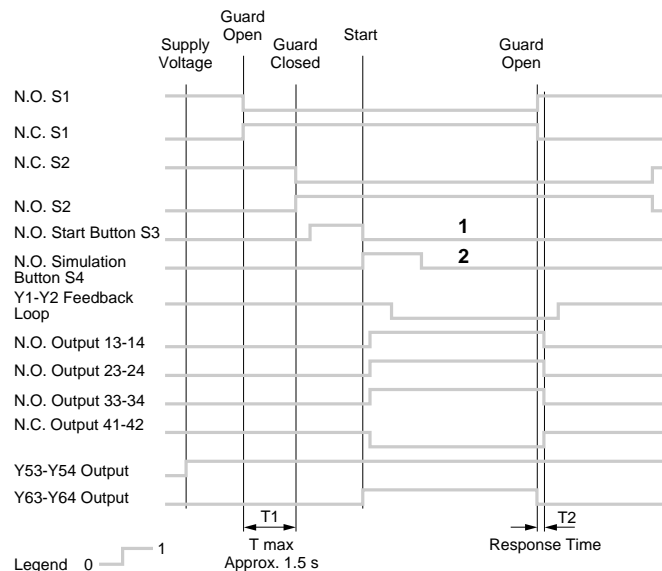 Supply
Voltage
Guard
Open
Guard
Closed
Start
Guard
Open
N.O. S1
N.C. S1
N.C. S2
N.O. S2
N.O. Start Button S3
1
N.O. Simulation
Button S4
2
Y1-Y2 Feedback
Loop
N.O. Output 13-14
N.O. Output 23-24
N.O. Output 33-34
N.C. Output 41-42
Y53-Y54 Output
Y63-Y64 Output
T1
T2
T max
Approx. 1.5 s
Response Time
Legend 0 1